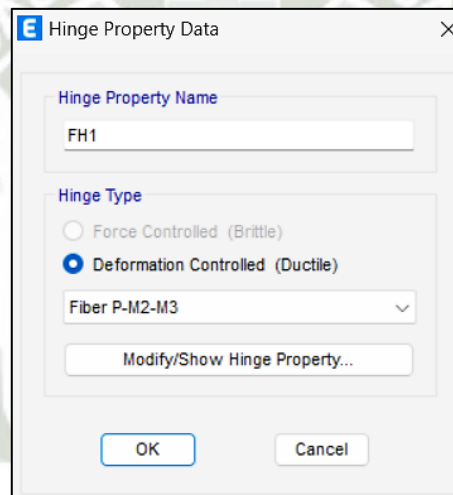 E Hinge Property Data
Hinge Property Name
FH1
Hinge Type
Force Controlled (Brittle)
Deformation Controlled (Ductile)
Fiber P-M2-M3
Modify/Show Hinge Property...
OK Cancel